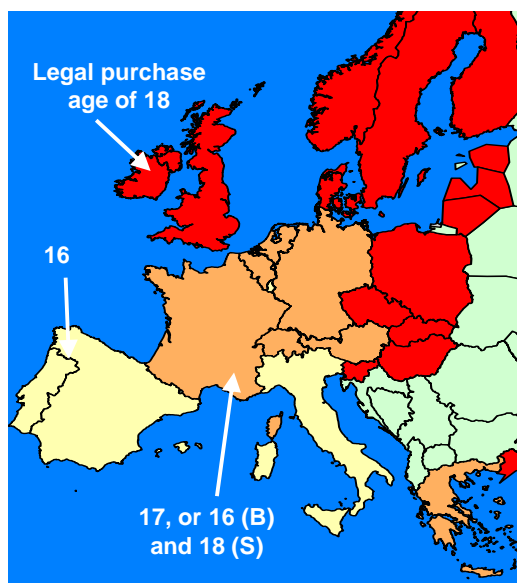 Legal purchase
age of 18
16
17, or 16 (B)
and 18 (S)